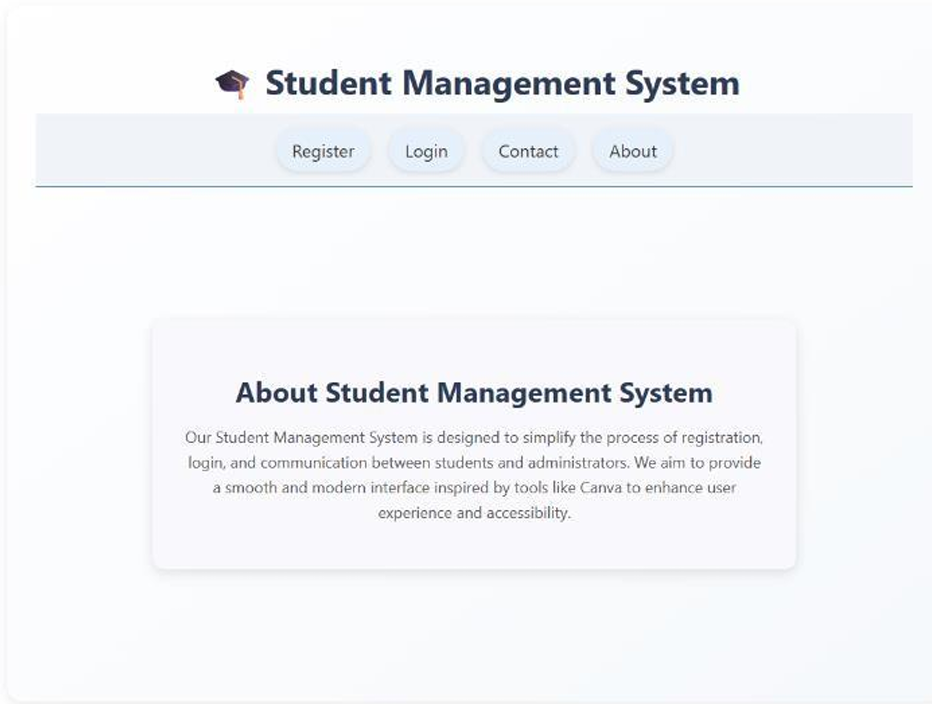 Student Management System
Register Login Contact About
About Student Management System
Our Student Management System is designed to simplify the process of registration,
login, and communication between students and administrators. We aim to provide
a smooth and modern interface inspired by tools like Canva to enhance user
experience and accessibility.